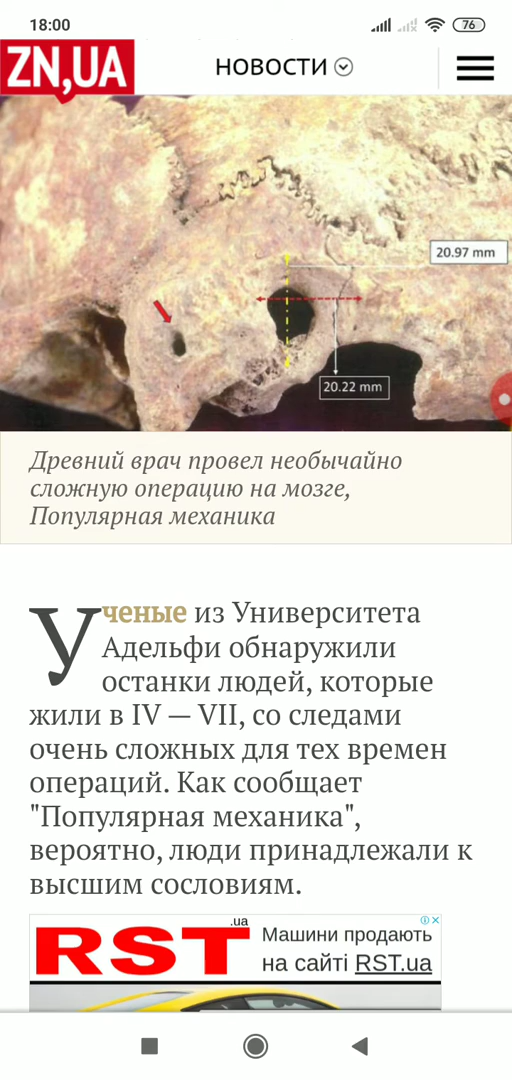 18:00
76
ZN,UA
НОВОСТИ
20.97 mm
20.22 mm
Древний врач провел необычайно
сложную операцию на мозге,
Популярная механика
Ученые из Университета
Адельфи обнаружили
останки людей, которые
жили в IV — VII, со следами
очень сложных для тех времен
операций. Как сообщает
"Популярная механика",
вероятно, люди принадлежали к
высшим сословиям.
RST.ua
Машини продають
на сайті RST.ua